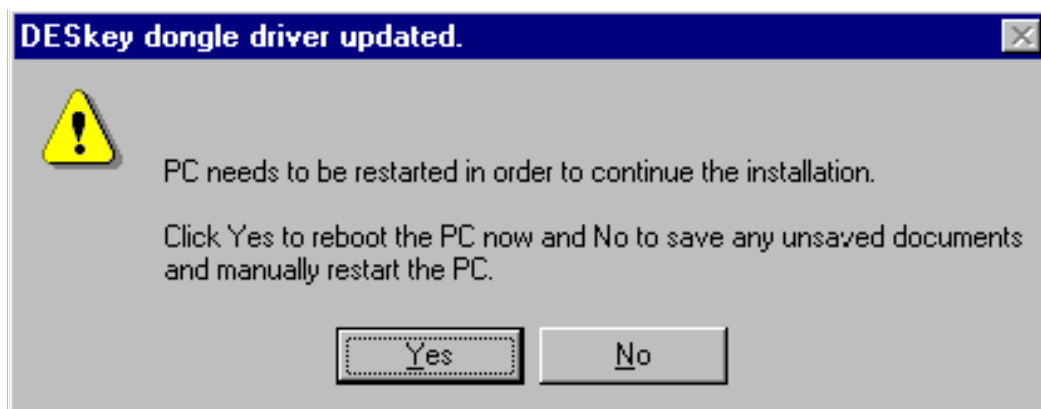 DESkey dongle driver updated.
PC needs to be restarted in order to continue the installation.
Click Yes to reboot the PC now and No to save any unsaved documents
and manually restart the PC.
Yes
No